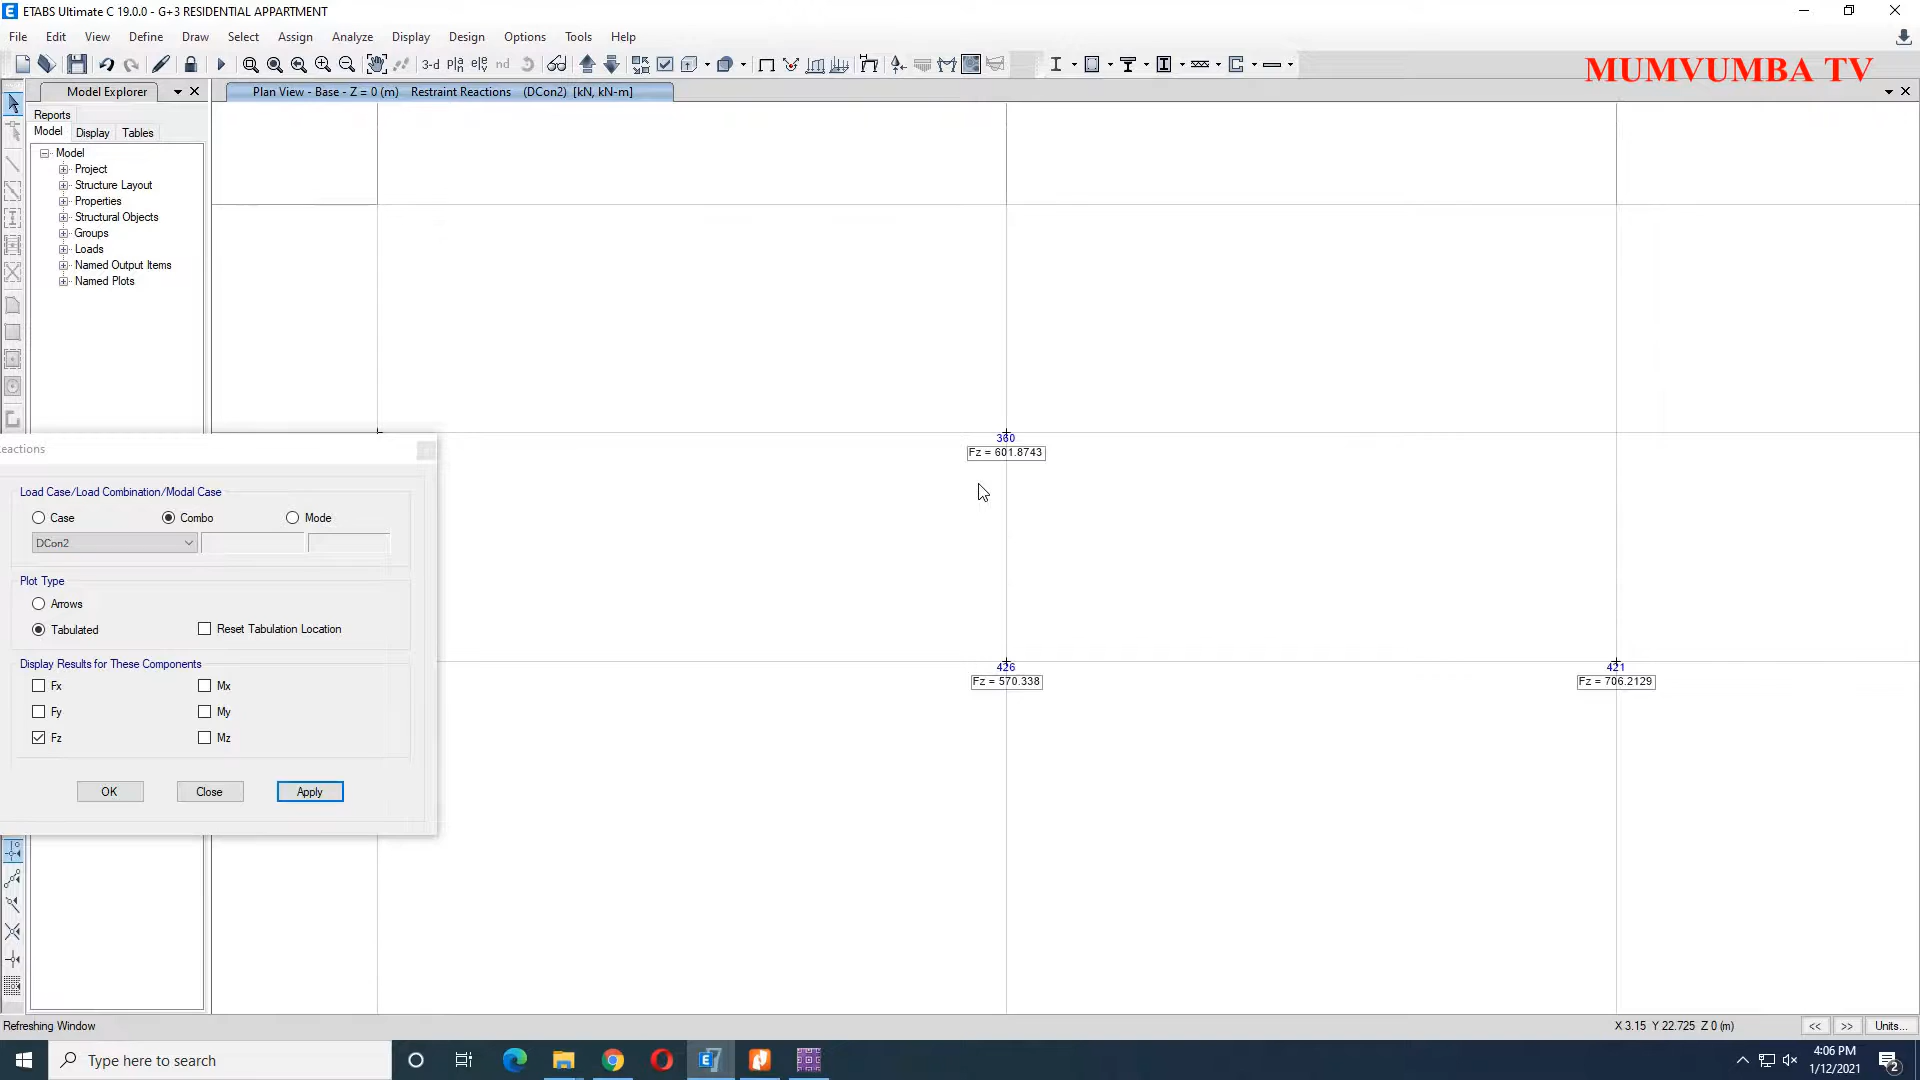 ETABS Ultimate C 19.0.0 - G+3 RESIDENTIAL APPARTMENT
File Edit View Define Draw Select Assign Analyze Display Design Options Tools Help
3-d nd
MUMVUMBA TV
Model Explorer
Plan View - Base - Z = 0 (m) Restraint Reactions (DCon2) [kN, kN-m]
Reports
Model Display Tables
Model
Project
Structure Layout
Properties
Structural Objects
Groups
Loads
Named Output Items
Named Plots
360
Fz = 601.8743
eactions
Load Case/Load Combination/Modal Case
Case Combo Mode
DCon2
Plot Type
Arrows
Tabulated Reset Tabulation Location
Display Results for These Components
Fx Mx
Fy My
Fz Mz
OK Close Apply
426
Fz = 570.338
421
Fz = 706.2129
Refreshing Window
X 3.15 Y 22.725 Z 0 (m)
<< >> Units...
Type here to search
4:06 PM
1/12/2021
2